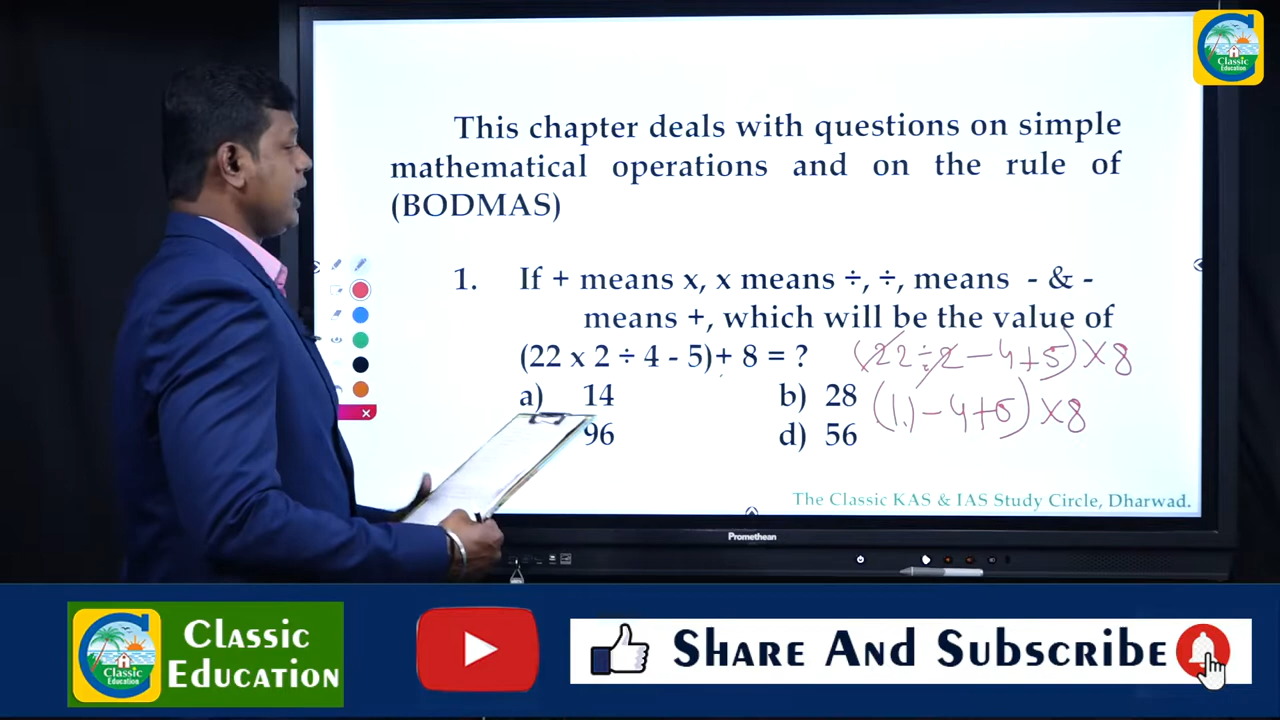 Classic
Education
This chapter deals with questions on simple
mathematical operations and on the rule of
(BODMAS)
1. If + means x, x means ÷, ÷, means - & -
means +, which will be the value of
(22 x 2 ÷ 4 - 5)+ 8 = ? (22÷2-4+5)×8
a) 14 b) 28 (11-4+5)×8
96 d) 56
The Classic KAS & IAS Study Circle, Dharwad.
Promethean
Classic
Education
Classic
Education
Share And Subscribe